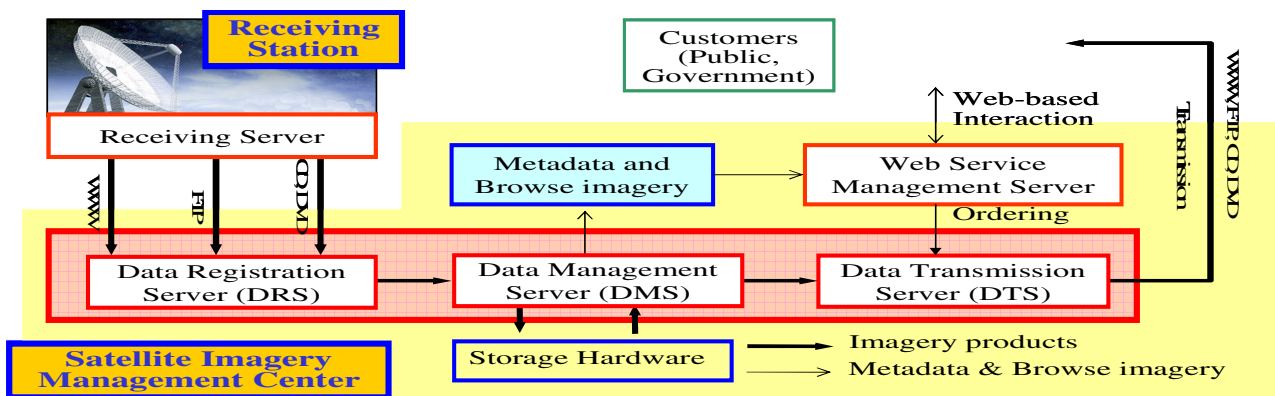 Receiving
Station
Customers
(Public,
Government)
Receiving Server
Web-based
Interaction
Transmission
WWW,FTP, CD, DVD
Metadata and
Browse imagery
Web Service
Management Server
WWW
FTP
CD,DVD
Ordering
Data Registration
Server (DRS)
Data Management
Server (DMS)
Data Transmission
Server (DTS)
Satellite Imagery
Management Center
Storage Hardware
Imagery products
Metadata & Browse imagery